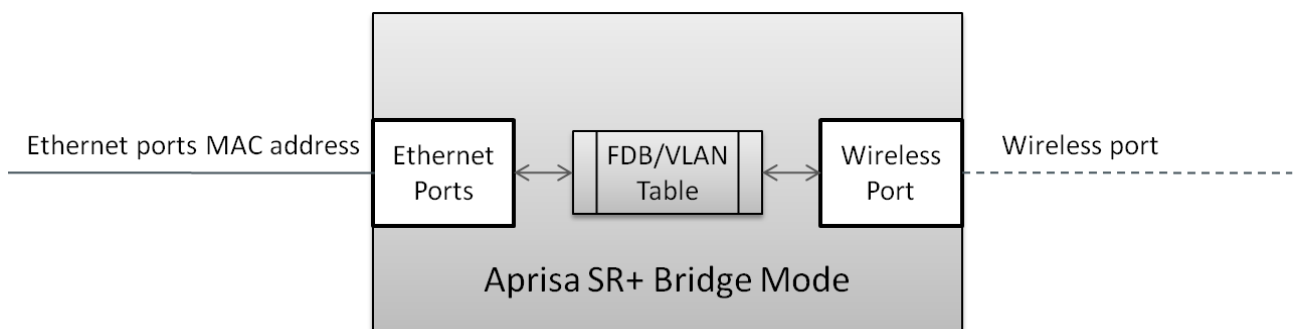 Ethernet ports MAC address
Ethernet
Ports
FDB/VLAN
Table
Wireless
Port
Wireless port
Aprisa SR+ Bridge Mode